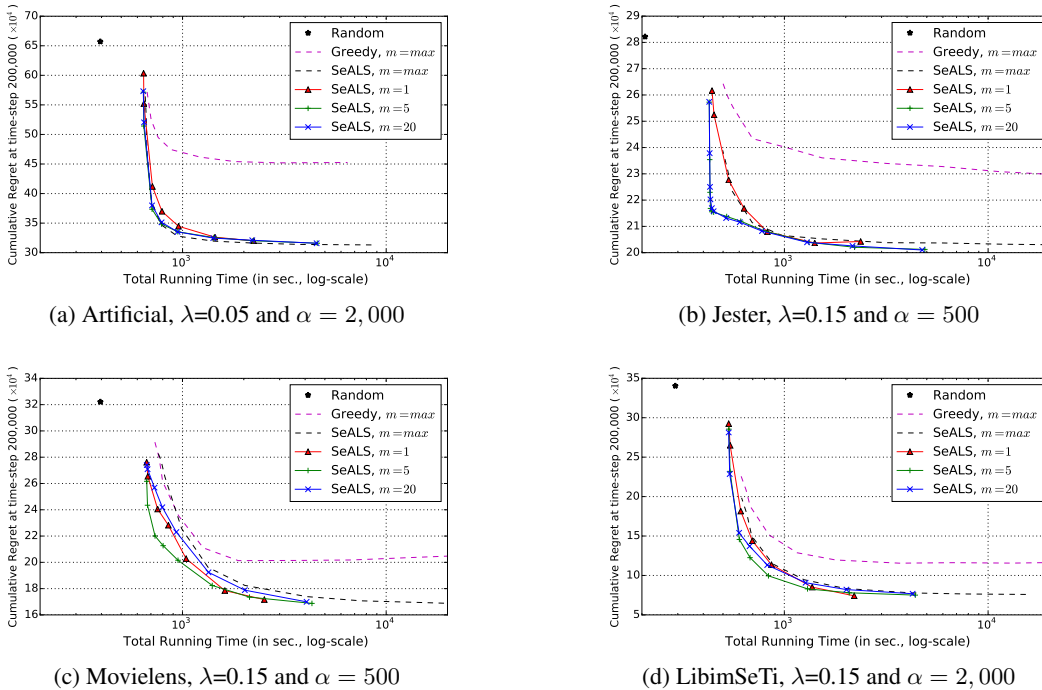 Cumulative Regret at time-step 200,000 (×10⁴)
70
65
60
55
50
45
40
35
30
10³
10⁴
Total Running Time (in sec., log-scale)
Random
Greedy, m=max
SeALS, m=max
SeALS, m=1
SeALS, m=5
SeALS, m=20
(a) Artificial, λ=0.05 and α = 2, 000
Cumulative Regret at time-step 200,000 (×10⁴)
29
28
27
26
25
24
23
22
21
20
10³
10⁴
Total Running Time (in sec., log-scale)
Random
Greedy, m=max
SeALS, m=max
SeALS, m=1
SeALS, m=5
SeALS, m=20
(b) Jester, λ=0.15 and α = 500
Cumulative Regret at time-step 200,000 (×10⁴)
34
32
30
28
26
24
22
20
18
16
10³
10⁴
Total Running Time (in sec., log-scale)
Random
Greedy, m=max
SeALS, m=max
SeALS, m=1
SeALS, m=5
SeALS, m=20
(c) Movielens, λ=0.15 and α = 500
Cumulative Regret at time-step 200,000 (×10⁴)
35
30
25
20
15
10
5
10³
10⁴
Total Running Time (in sec., log-scale)
Random
Greedy, m=max
SeALS, m=max
SeALS, m=1
SeALS, m=5
SeALS, m=20
(d) LibimSeTi, λ=0.15 and α = 2, 000